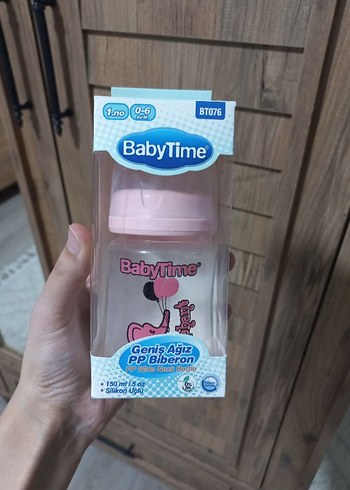 1.no
0-6
BT076
BabyTime®
BabyTime®
Geniş Ağız
PP Biberon
PP Wide Neck Bottle
• 150 ml / 5 oz
• Silikon Uçlu